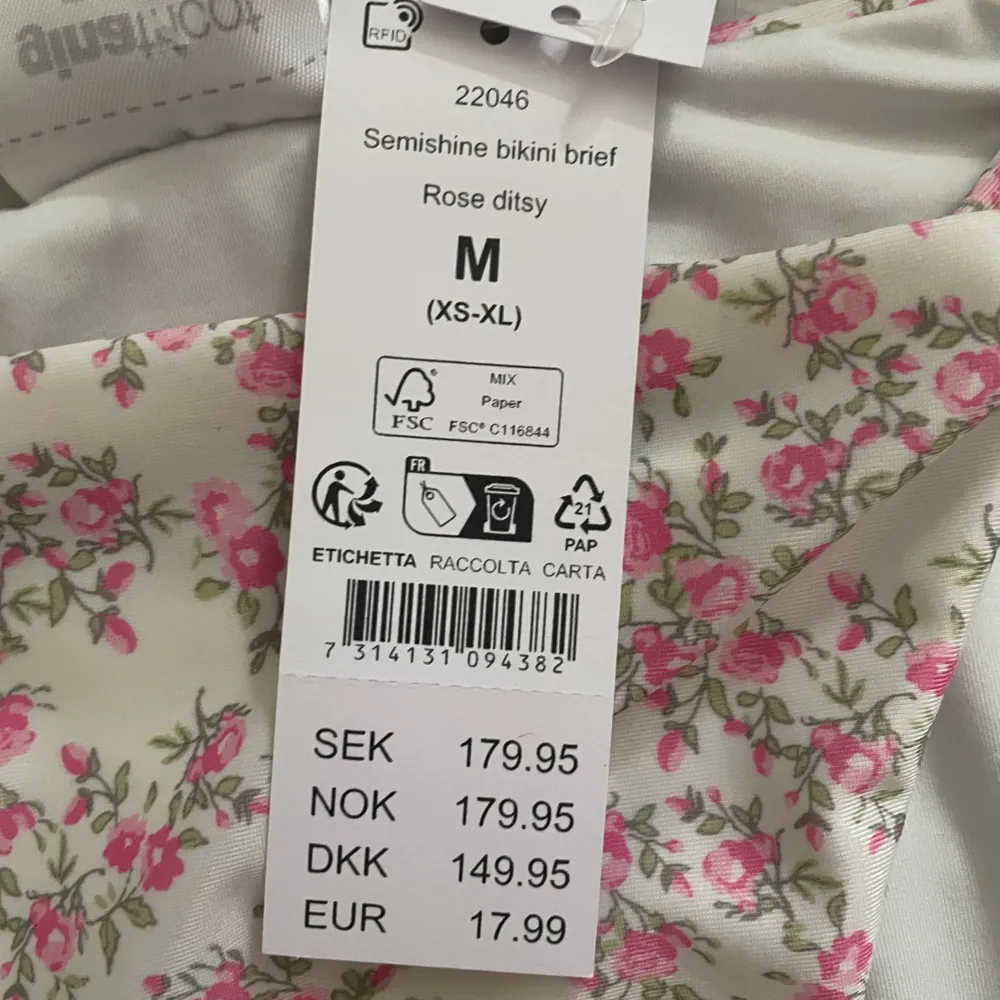 ginatricot
RFID
22046
Semishine bikini brief
Rose ditsy
M
(XS-XL)
FSC®
MIX
Paper
FSC® C116844
FR
21
PAP
ETICHETTA RACCOLTA CARTA
7 314131 094382
SEK 179.95
NOK 179.95
DKK 149.95
EUR 17.99